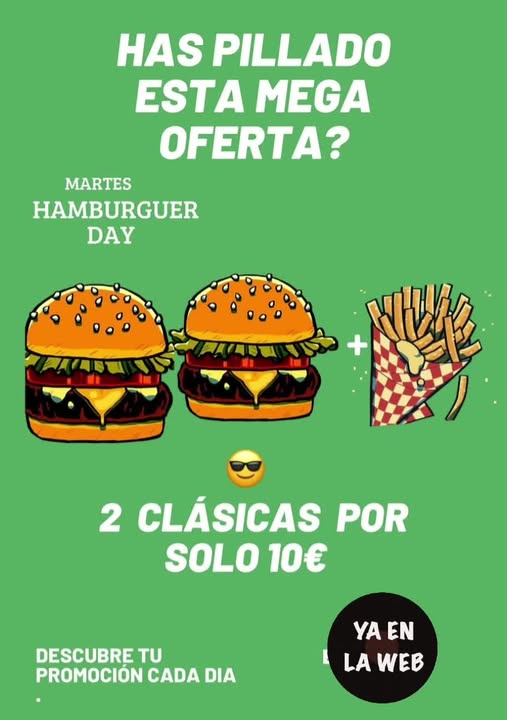 HAS PILLADO
ESTA MEGA
OFERTA?
MARTES
HAMBURGUER
DAY
+
2 CLÁSICAS POR
SOLO 10€
DESCUBRE TU
PROMOCIÓN CADA DIA
.
YA EN
LA WEB